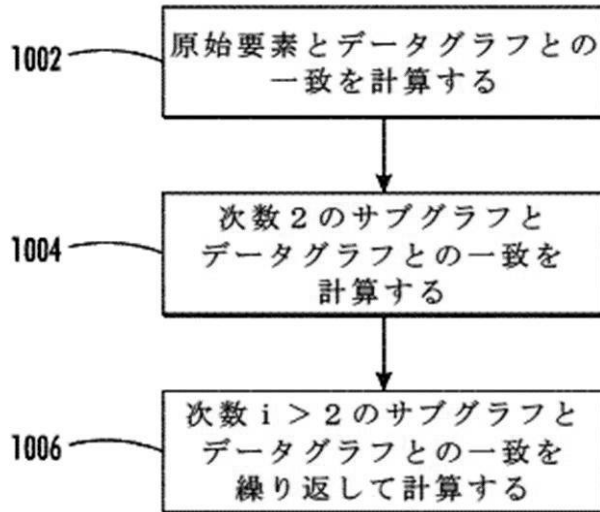 1002
原始要素とデータグラフとの
一致を計算する
1004
次数2のサブグラフと
データグラフとの一致を
計算する
1006
次数i>2のサブグラフと
データグラフとの一致を
繰り返して計算する